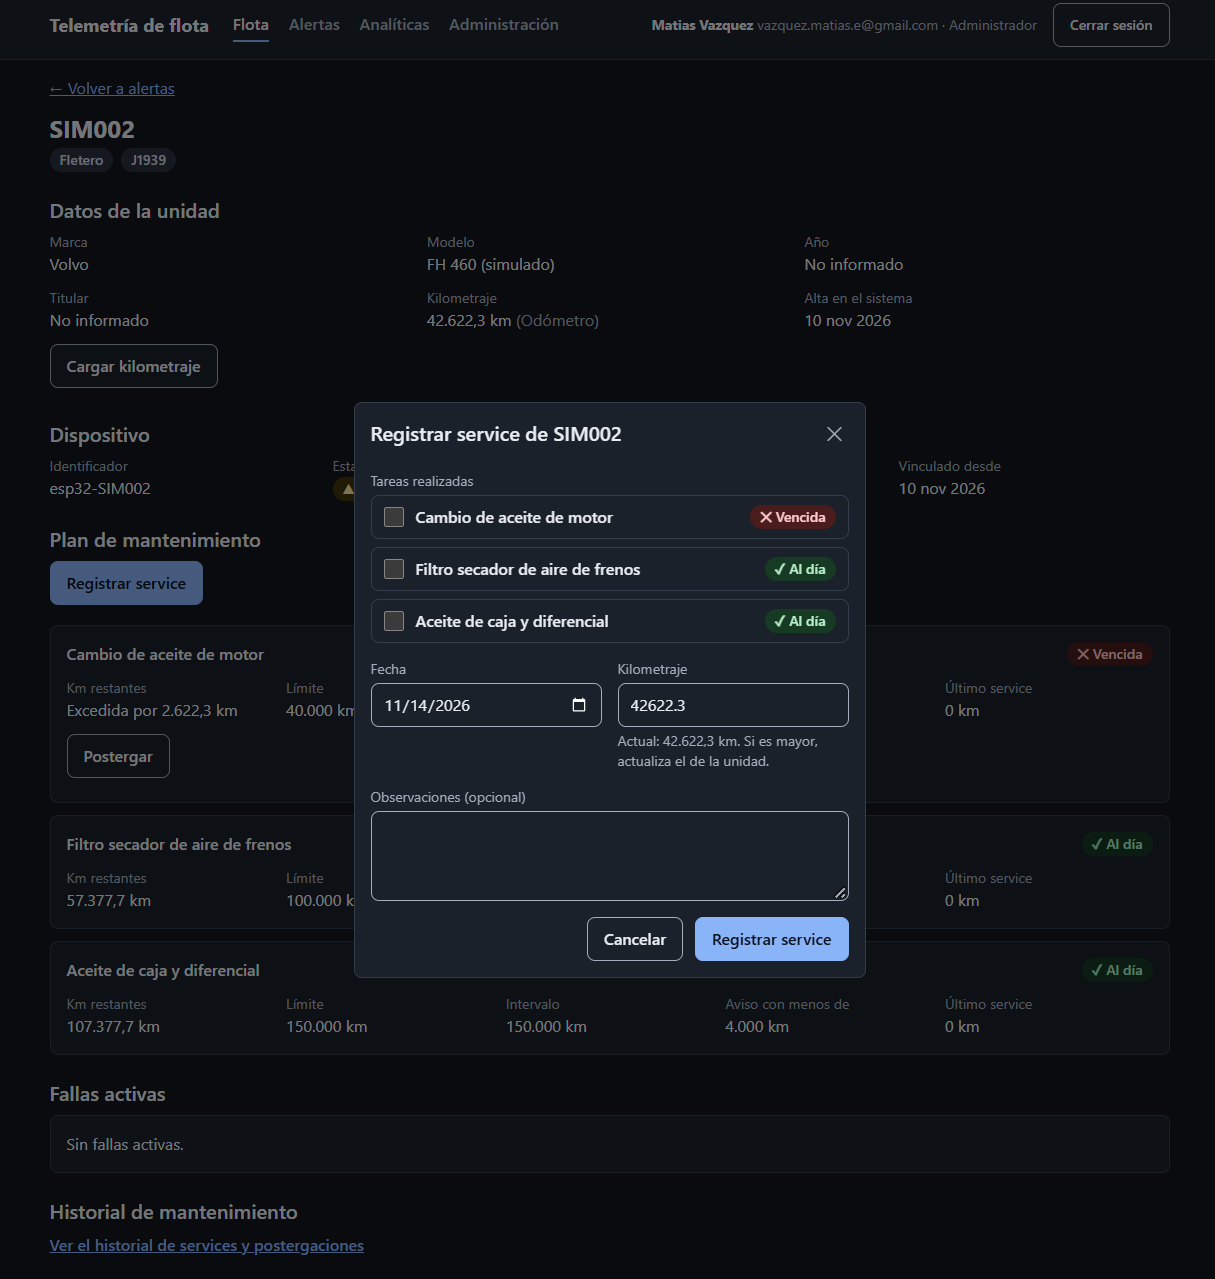 Telemetría de flota
Flota
Alertas
Analíticas
Administración
Matias Vazquez vazquez.matias.e@gmail.com · Administrador
Cerrar sesión
← Volver a alertas
SIM002
Fletero
J1939
Datos de la unidad
Marca
Volvo
Modelo
FH 460 (simulado)
Año
No informado
Titular
No informado
Kilometraje
42.622,3 km (Odómetro)
Alta en el sistema
10 nov 2026
Cargar kilometraje
Dispositivo
Identificador
esp32-SIM002
Esta
Vinculado desde
10 nov 2026
Plan de mantenimiento
Registrar service
Cambio de aceite de motor
Vencida
Km restantes
Excedida por 2.622,3 km
Límite
40.000 km
Último service
0 km
Postergar
Filtro secador de aire de frenos
Al día
Km restantes
57.377,7 km
Límite
100.000 k
Último service
0 km
Aceite de caja y diferencial
Al día
Km restantes
107.377,7 km
Límite
150.000 km
Intervalo
150.000 km
Aviso con menos de
4.000 km
Último service
0 km
Fallas activas
Sin fallas activas.
Historial de mantenimiento
Ver el historial de services y postergaciones
Registrar service de SIM002
Tareas realizadas
Cambio de aceite de motor
Vencida
Filtro secador de aire de frenos
Al día
Aceite de caja y diferencial
Al día
Fecha
11/14/2026
Kilometraje
42622.3
Actual: 42.622,3 km. Si es mayor,
actualiza el de la unidad.
Observaciones (opcional)
Cancelar
Registrar service